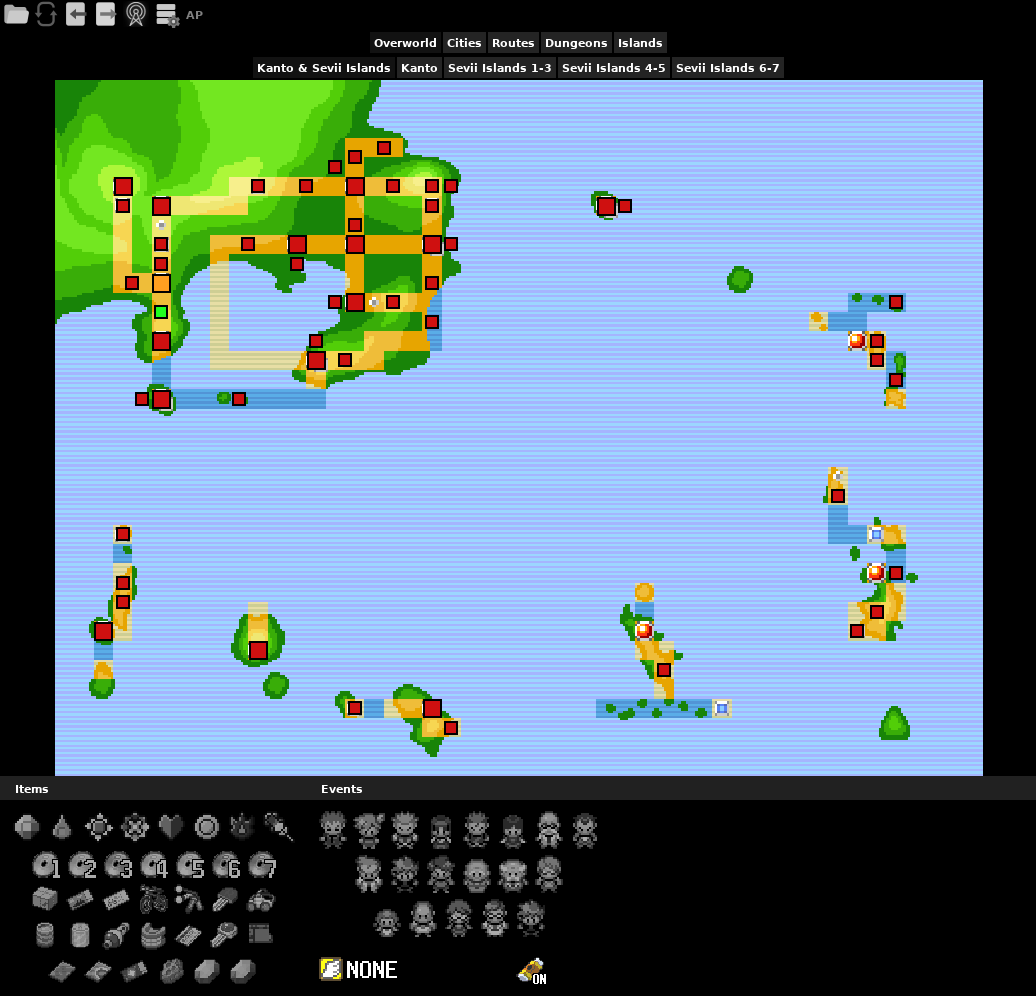 AP
Overworld Cities Routes Dungeons Islands
Kanto & Sevii Islands Kanto Sevii Islands 1-3 Sevii Islands 4-5 Sevii Islands 6-7
Items Events
1 2 3 4 5 6 7
NONE ON